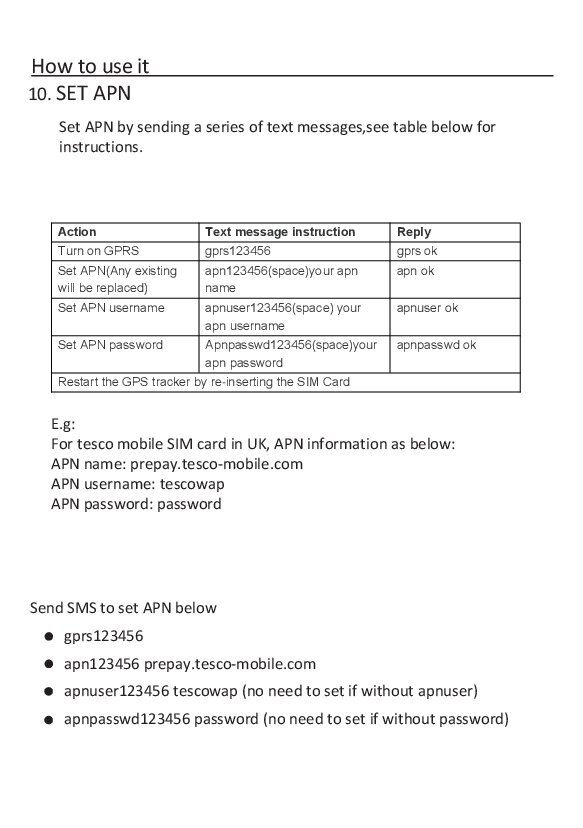 How to use it
10. SET APN
Set APN by sending a series of text messages,see table below for
instructions.
Action Text message instruction Reply
Turn on GPRS gprs123456 gprs ok
Set APN(Any existing will be replaced) apn123456(space)your apn name apn ok
Set APN username apnuser123456(space) your apn username apnuser ok
Set APN password Apnpasswd123456(space)your apn password apnpasswd ok
Restart the GPS tracker by re-inserting the SIM Card
E.g:
For tesco mobile SIM card in UK, APN information as below:
APN name: prepay.tesco-mobile.com
APN username: tescowap
APN password: password
Send SMS to set APN below
● gprs123456
● apn123456 prepay.tesco-mobile.com
● apnuser123456 tescowap (no need to set if without apnuser)
● apnpasswd123456 password (no need to set if without password)